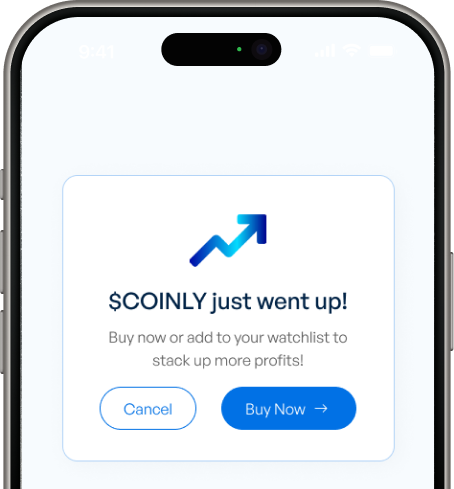 9:41
$COINLY just went up!
Buy now or add to your watchlist to
stack up more profits!
Cancel
Buy Now →